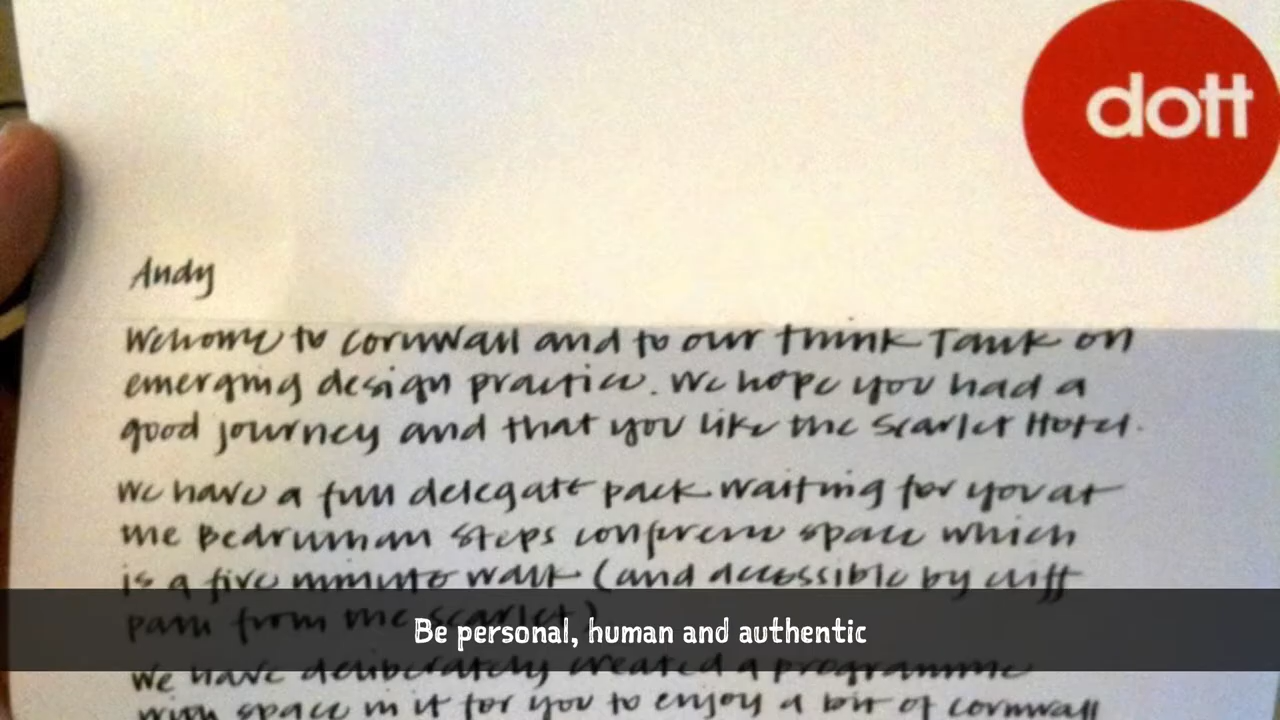 dott
Andy
Welcome to Cornwall and to our Think Tank on
emerging design practice. We hope you had a
good journey and that you like the Scarlet Hotel.
We have a full delegate pack waiting for you at
the Bedruthan Steps conference space which
is a five minute walk (and accessible by cliff
path from the Scarlet)
Be personal, human and authentic
We have deliberately created a programme
with space in it for you to enjoy a bit of Cornwall